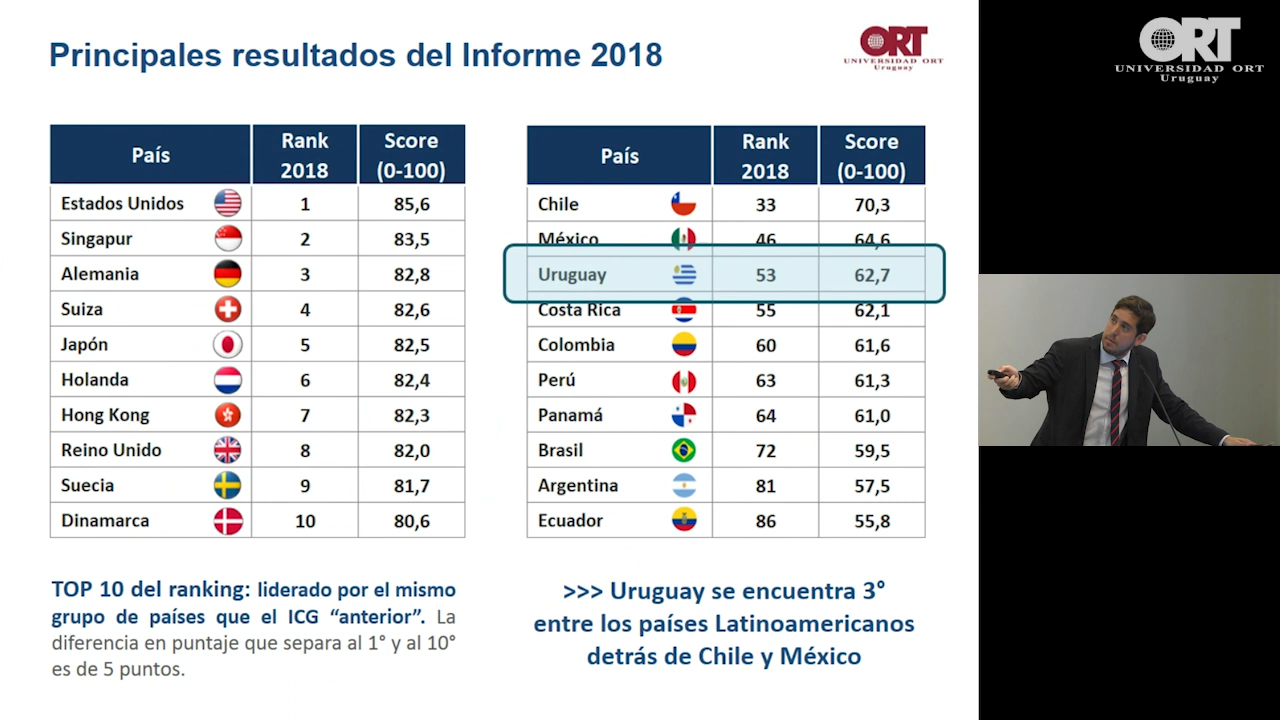 Principales resultados del Informe 2018
ORT
UNIVERSIDAD ORT
Uruguay
ORT
UNIVERSIDAD ORT
Uruguay
País Rank 2018 Score (0-100)
Estados Unidos 1 85,6
Singapur 2 83,5
Alemania 3 82,8
Suiza 4 82,6
Japón 5 82,5
Holanda 6 82,4
Hong Kong 7 82,3
Reino Unido 8 82,0
Suecia 9 81,7
Dinamarca 10 80,6
País Rank 2018 Score (0-100)
Chile 33 70,3
México 46 64,6
Uruguay 53 62,7
Costa Rica 55 62,1
Colombia 60 61,6
Perú 63 61,3
Panamá 64 61,0
Brasil 72 59,5
Argentina 81 57,5
Ecuador 86 55,8
TOP 10 del ranking: liderado por el mismo
grupo de países que el ICG “anterior”. La
diferencia en puntaje que separa al 1° y al 10°
es de 5 puntos.
>>> Uruguay se encuentra 3°
entre los países Latinoamericanos
detrás de Chile y México